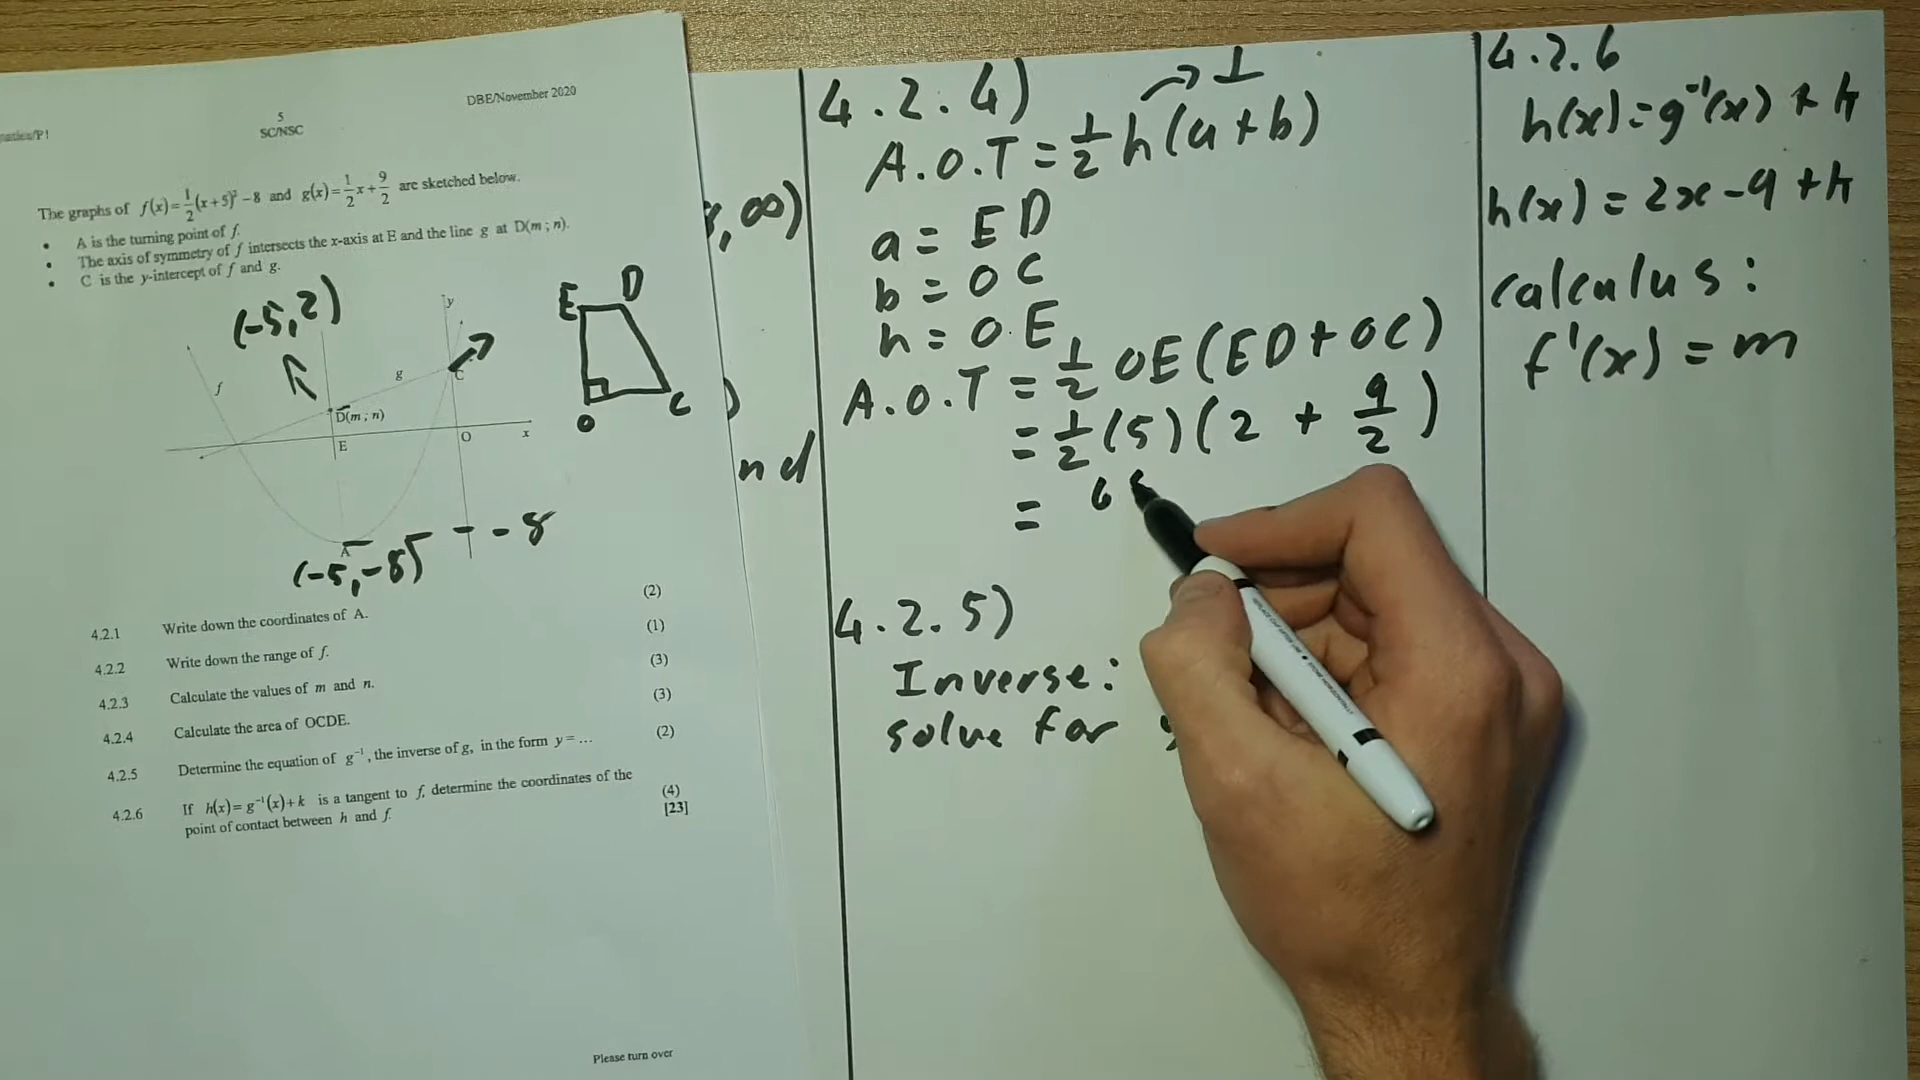 DBE/November 2020
5
SC/NSC
The graphs of f(x)=1/2(x+5)²−8 and g(x)=1/2x+9/2 are sketched below.
• A is the turning point of f.
• The axis of symmetry of f intersects the x-axis at E and the line g at D(m ; n).
• C is the y-intercept of f and g.
(-5,2)
f
g
y
C
D(m ; n)
E
O
x
A
(-5,-8)
-8
E D
O C
4.2.1 Write down the coordinates of A. (2)
4.2.2 Write down the range of f. (1)
4.2.3 Calculate the values of m and n. (3)
4.2.4 Calculate the area of OCDE. (3)
4.2.5 Determine the equation of g⁻¹, the inverse of g, in the form y = ... (2)
4.2.6 If h(x)= g⁻¹(x)+k is a tangent to f, determine the coordinates of the
point of contact between h and f. (4)
[23]
Please turn over
,∞)
)
nd
4.2.4) ⊥
A.O.T = 1/2 h(a+b)
a = ED
b = OC
h = O.E
A.O.T = 1/2 OE(ED+OC)
= 1/2(5)(2 + 9/2)
= 6
4.2.5)
Inverse:
solve for
4.2.6
h(x)=g⁻¹(x)+k
h(x)=2x-9+k
calculus:
f'(x) = m